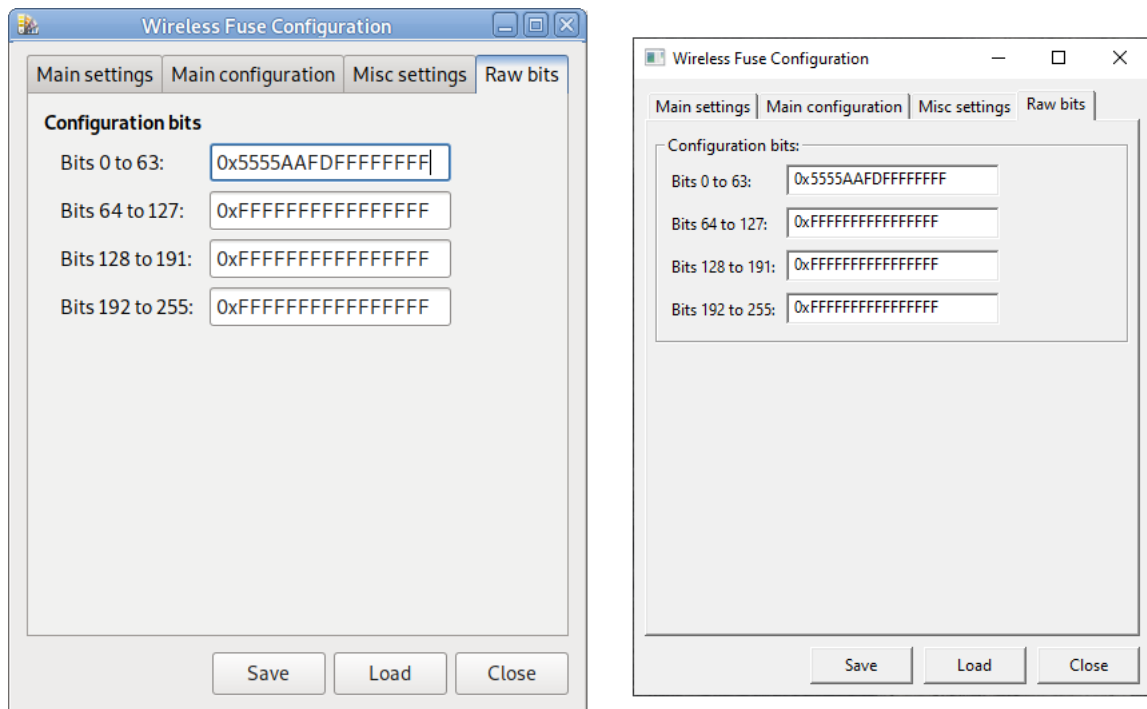 Wireless Fuse Configuration
Main settings Main configuration Misc settings Raw bits
Configuration bits
Bits 0 to 63: 0x5555AAFDFFFFFFFF
Bits 64 to 127: 0xFFFFFFFFFFFFFFFF
Bits 128 to 191: 0xFFFFFFFFFFFFFFFF
Bits 192 to 255: 0xFFFFFFFFFFFFFFFF
Save Load Close
Wireless Fuse Configuration
Main settings Main configuration Misc settings Raw bits
Configuration bits:
Bits 0 to 63: 0x5555AAFDFFFFFFFF
Bits 64 to 127: 0xFFFFFFFFFFFFFFFF
Bits 128 to 191: 0xFFFFFFFFFFFFFFFF
Bits 192 to 255: 0xFFFFFFFFFFFFFFFF
Save Load Close